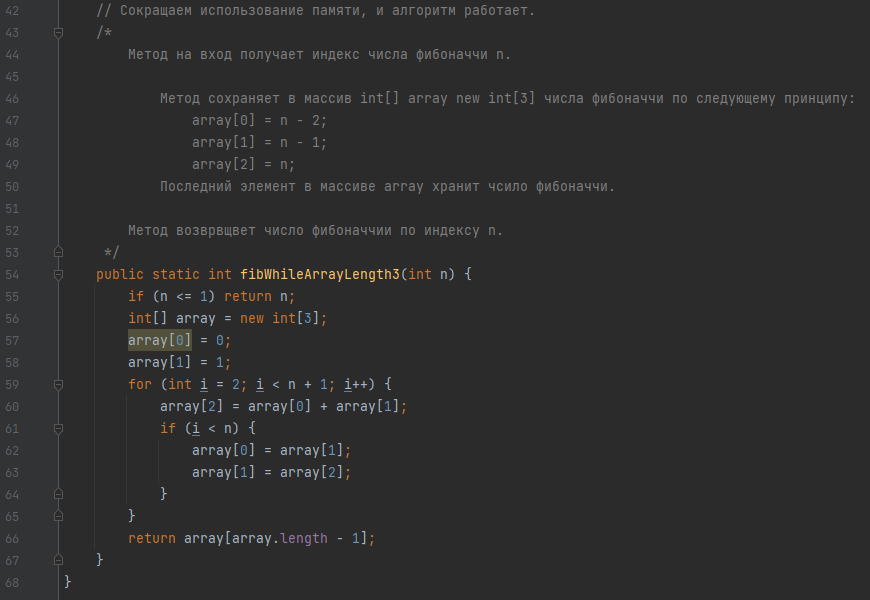 42 // Сокращаем использование памяти, и алгоритм работает.
43 /*
44 Метод на вход получает индекс числа фибоначчи n.
45
46 Метод сохраняет в массив int[] array new int[3] числа фибоначчи по следующему принципу:
47 array[0] = n - 2;
48 array[1] = n - 1;
49 array[2] = n;
50 Последний элемент в массиве array хранит чсило фибоначчи.
51
52 Метод возврвщвет число фибоначчии по индексу n.
53 */
54 public static int fibWhileArrayLength3(int n) {
55 if (n <= 1) return n;
56 int[] array = new int[3];
57 array[0] = 0;
58 array[1] = 1;
59 for (int i = 2; i < n + 1; i++) {
60 array[2] = array[0] + array[1];
61 if (i < n) {
62 array[0] = array[1];
63 array[1] = array[2];
64 }
65 }
66 return array[array.length - 1];
67 }
68 }